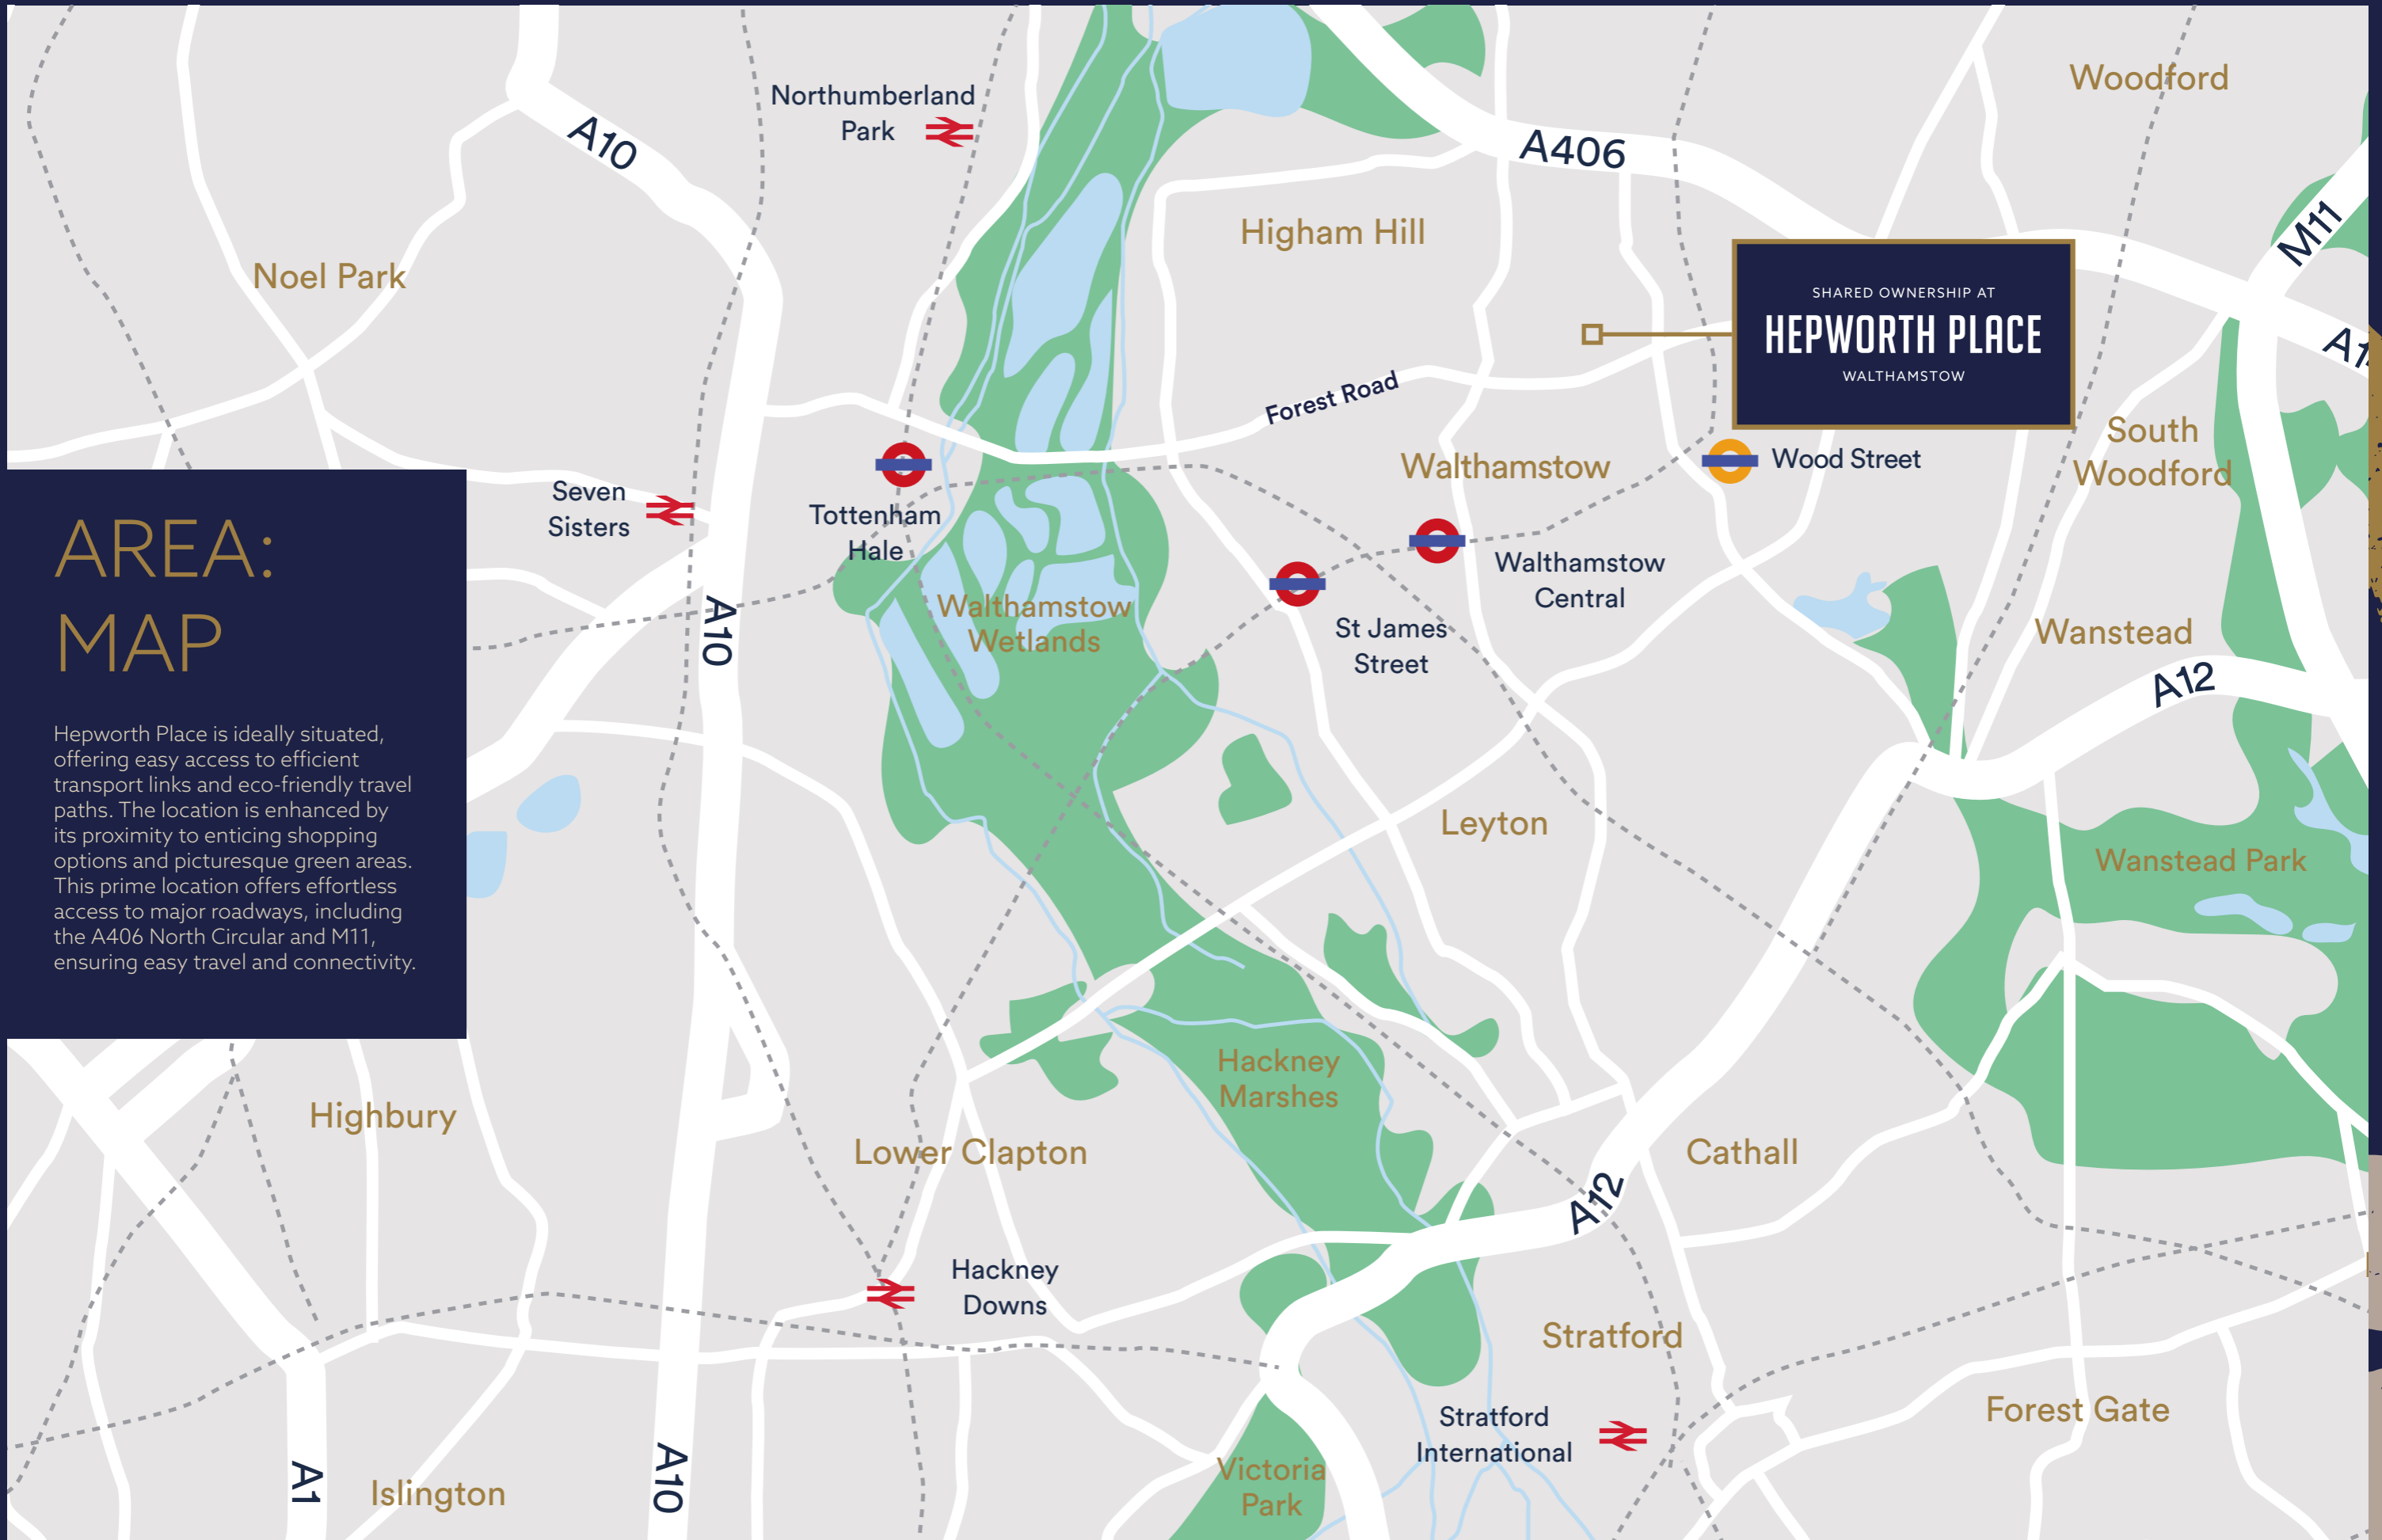 Woodford
Northumberland
Park
A10
A406
M11
Higham Hill
Noel Park
SHARED OWNERSHIP AT
HEPWORTH PLACE
WALTHAMSTOW
Forest Road
South
Woodford
Walthamstow
Wood Street
Seven
Sisters
Tottenham
Hale
AREA:
MAP
Walthamstow
Central
Walthamstow
Wetlands
St James
Street
A10
Wanstead
A12
Hepworth Place is ideally situated,
offering easy access to efficient
transport links and eco-friendly travel
paths. The location is enhanced by
its proximity to enticing shopping
options and picturesque green areas.
This prime location offers effortless
access to major roadways, including
the A406 North Circular and M11,
ensuring easy travel and connectivity.
Leyton
Wanstead Park
Hackney
Marshes
Highbury
Lower Clapton
Cathall
A12
Hackney
Downs
Stratford
Forest Gate
Stratford
International
Victoria
Park
A1
Islington
A10